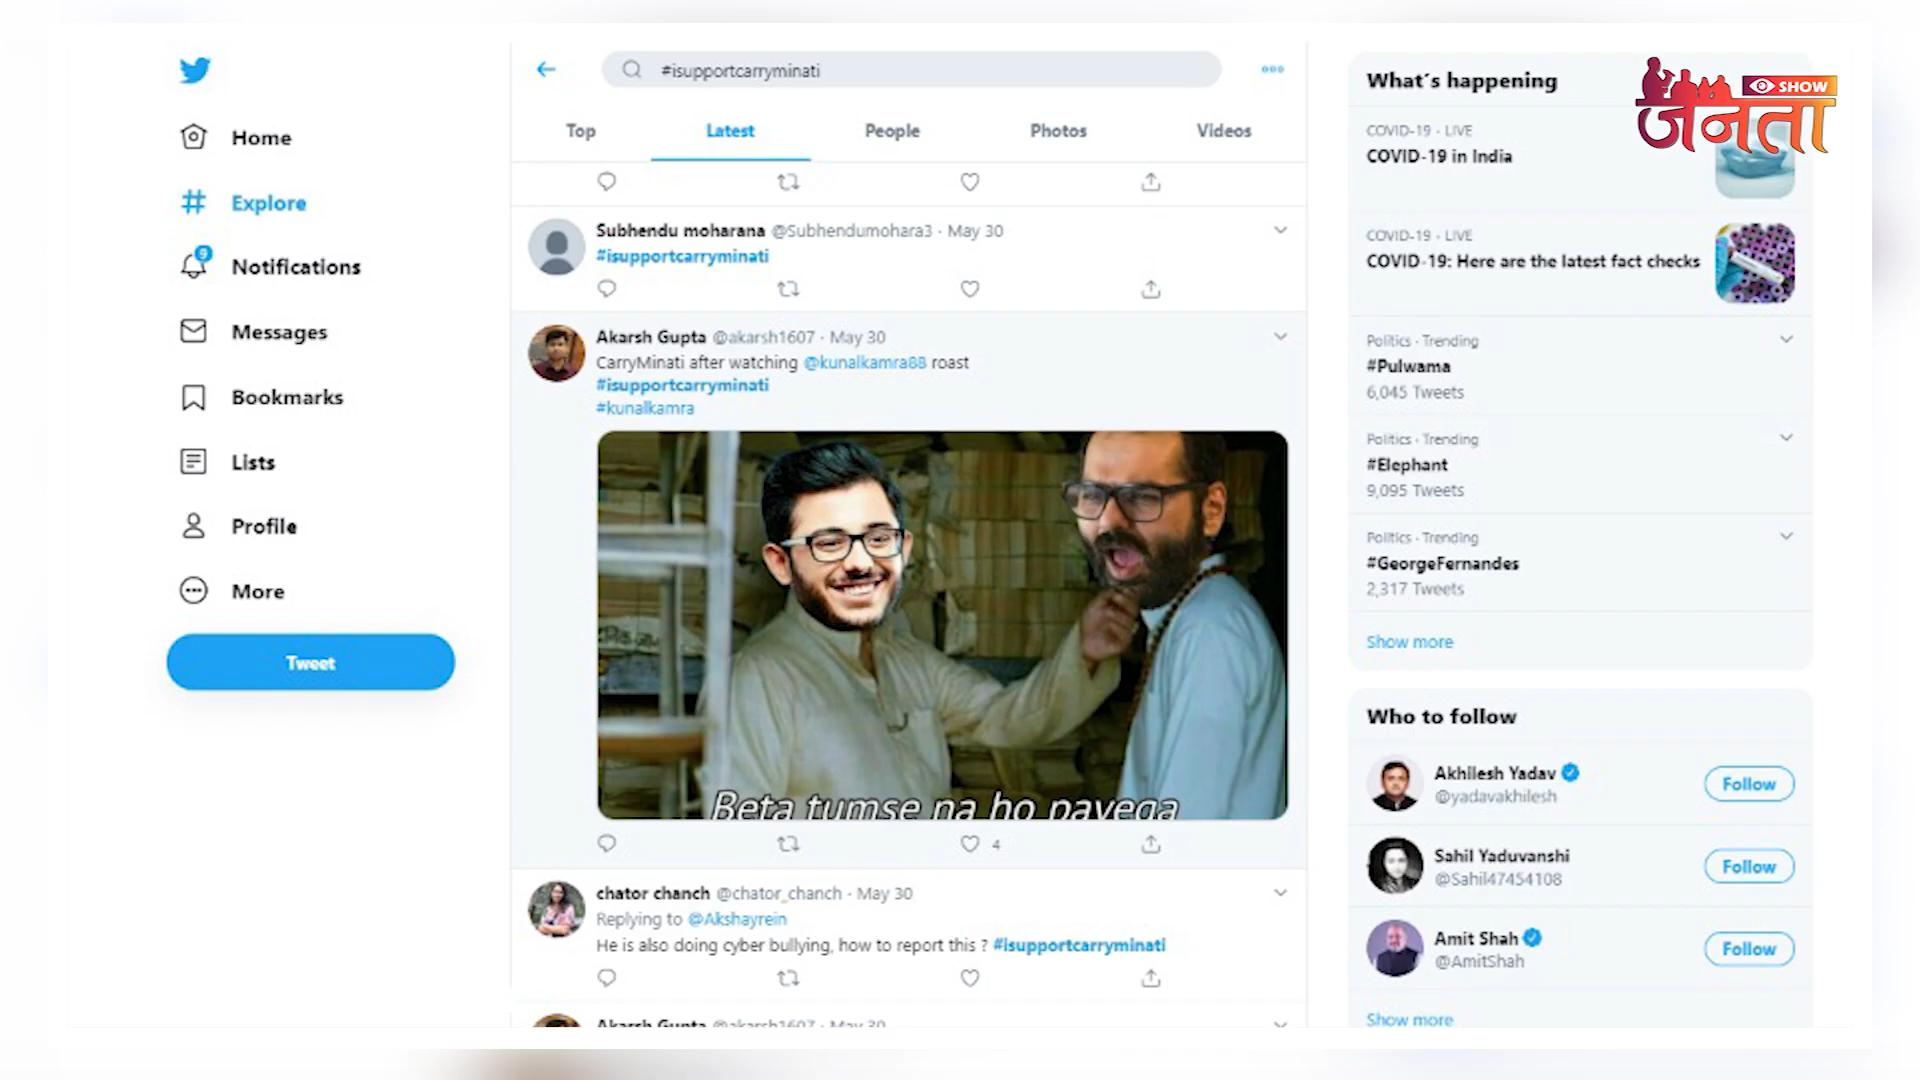 #isupportcarryminati
Home
Explore
9
Notifications
Messages
Bookmarks
Lists
Profile
More
Tweet
Top Latest People Photos Videos
Subhendu moharana @Subhendumohara3 · May 30
#isupportcarryminati
Akarsh Gupta @akarsh1607 · May 30
CarryMinati after watching @kunalkamra88 roast
#isupportcarryminati
#kunalkamra
Beta tumse na ho payega
4
chator chanch @chator_chanch · May 30
Replying to @Akshayrein
He is also doing cyber bullying, how to report this ? #isupportcarryminati
Akarsh Gupta @akarsh1607 · May 30
What's happening
COVID-19 · LIVE
COVID-19 in India
COVID-19 · LIVE
COVID-19: Here are the latest fact checks
Politics · Trending
#Pulwama
6,045 Tweets
Politics · Trending
#Elephant
9,095 Tweets
Politics · Trending
#GeorgeFernandes
2,317 Tweets
Show more
Who to follow
Akhilesh Yadav
@yadavakhilesh
Follow
Sahil Yaduvanshi
@Sahil47454108
Follow
Amit Shah
@AmitShah
Follow
Show more
SHOW
जनता